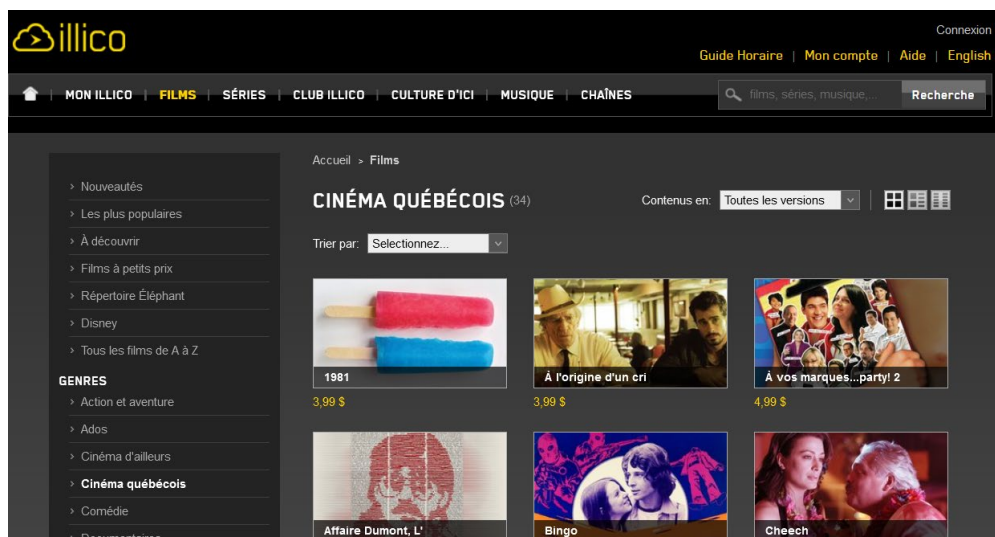 illico
Connexion
Guide Horaire | Mon compte | Aide | English
MON ILLICO | FILMS | SÉRIES | CLUB ILLICO | CULTURE D'ICI | MUSIQUE | CHAÎNES
films, séries, musique,... Recherche
Accueil > Films
CINÉMA QUÉBÉCOIS (34)
Contenus en: Toutes les versions
Trier par: Selectionnez...
› Nouveautés
› Les plus populaires
› À découvrir
› Films à petits prix
› Répertoire Éléphant
› Disney
› Tous les films de A à Z
GENRES
› Action et aventure
› Ados
› Cinéma d'ailleurs
› Cinéma québécois
› Comédie
› Documentaires
1981
3,99 $
À l'origine d'un cri
3,99 $
À vos marques...party! 2
4,99 $
Affaire Dumont, L'
Bingo
Cheech